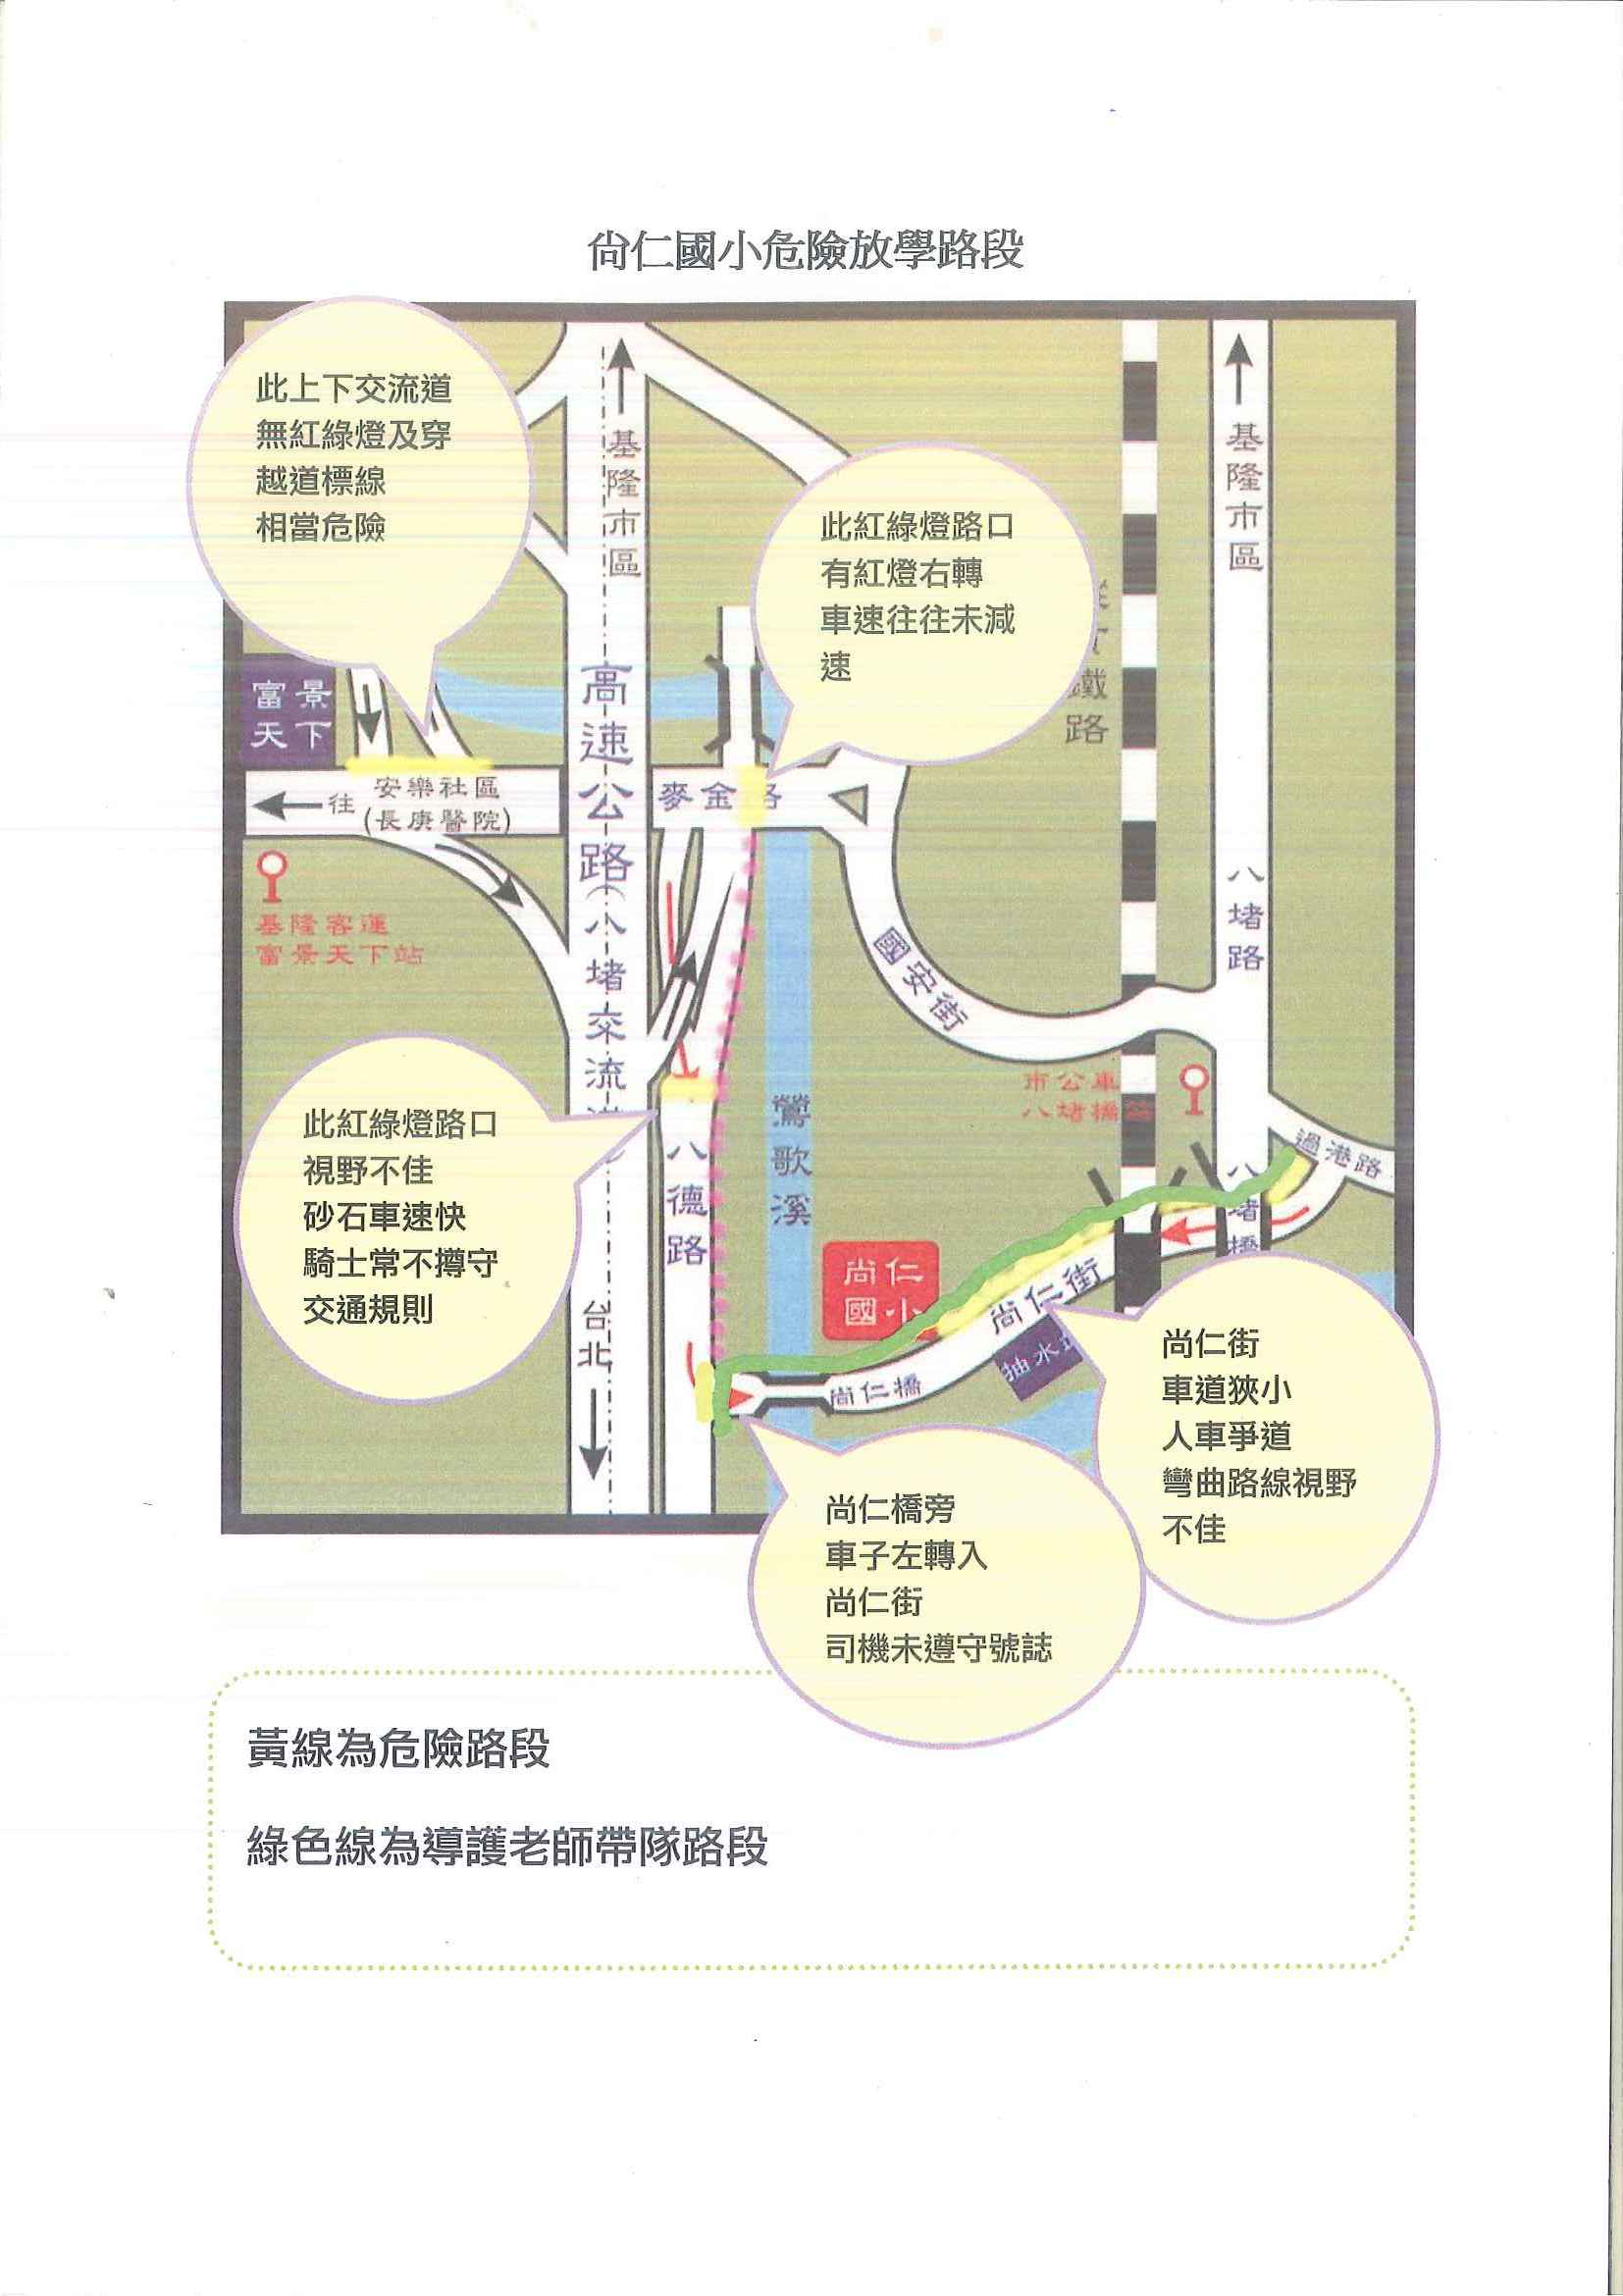 尙仁國小危險放學路段
此上下交流道
無紅綠燈及穿
越道標線
相當危險
基隆市區
基隆市區
此紅綠燈路口
有紅燈右轉
車速往往未減
速
鐵路
富景
天下
高速公路(八堵交流
往
安樂社區
(長庚醫院)
麥金路
基隆客運
富景天下站
國安街
八堵路
市公車
八堵橋
此紅綠燈路口
視野不佳
砂石車速快
騎士常不撙守
交通規則
八德路
鶯歌溪
過港路
八堵橋
尚仁
國小
尚仁街
抽水
台北
尚仁橋
尚仁街
車道狹小
人車爭道
彎曲路線視野
不佳
尚仁橋旁
車子左轉入
尚仁街
司機未遵守號誌
黃線為危險路段
綠色線為導護老師帶隊路段